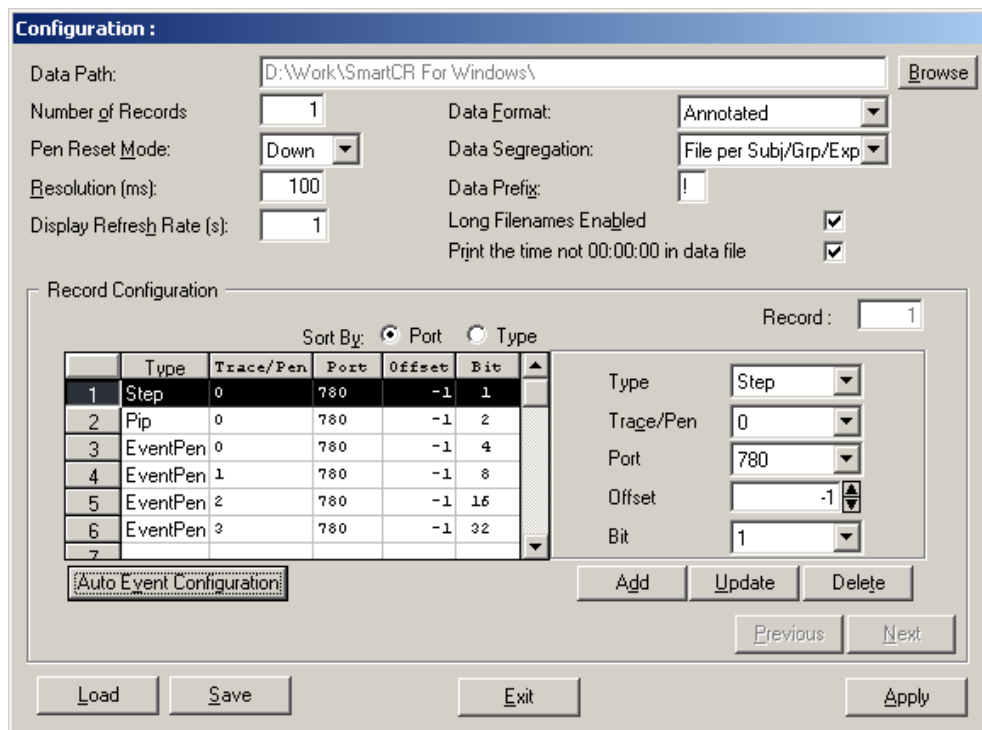 Configuration :
Data Path: D:\Work\SmartCR For Windows\ Browse
Number of Records 1 Data Format: Annotated
Pen Reset Mode: Down Data Segregation: File per Subj/Grp/Exp
Resolution (ms): 100 Data Prefix: !
Display Refresh Rate (s): 1 Long Filenames Enabled
Print the time not 00:00:00 in data file
Record Configuration
Record : 1
Sort By: Port Type
Type Trace/Pen Port Offset Bit
1 Step 0 780 -1 1
2 Pip 0 780 -1 2
3 EventPen 0 780 -1 4
4 EventPen 1 780 -1 8
5 EventPen 2 780 -1 16
6 EventPen 3 780 -1 32
7
Type Step
Trace/Pen 0
Port 780
Offset -1
Bit 1
Auto Event Configuration Add Update Delete
Previous Next
Load Save Exit Apply